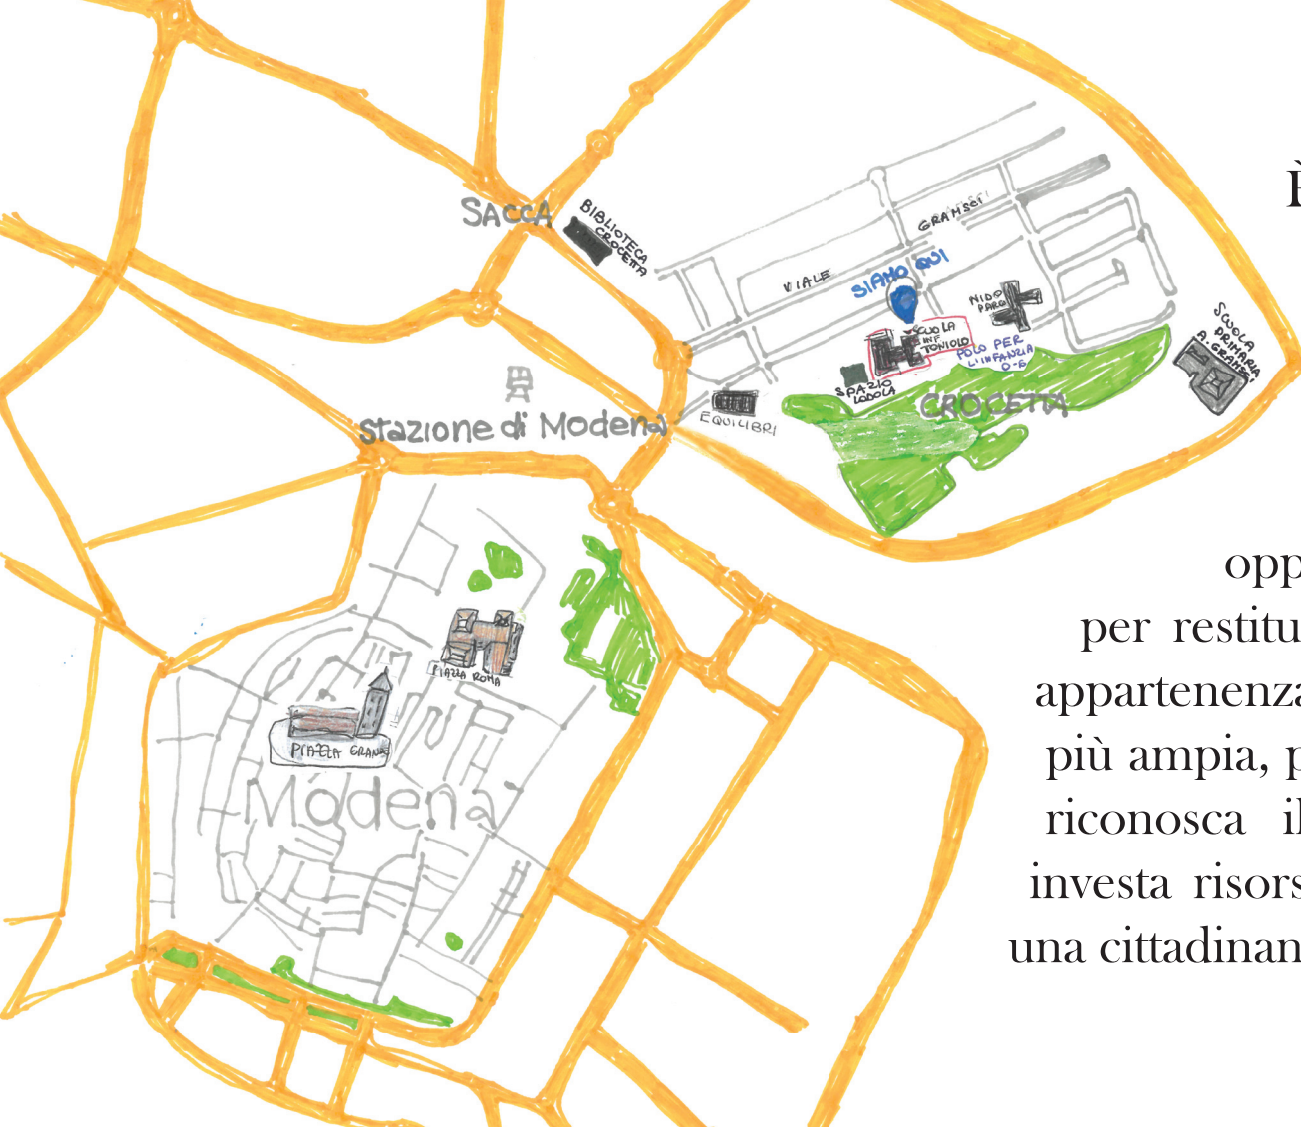 SACCA
BIBLIOTECA
CROCETTA
VIALE
GRAMSCI
SIAMO QUI
NIDO
PARCO
SCUOLA
INF
TONIOLO
POLO PER
L'INFANZIA
0-6
SPAZIO
LODOLA
EQUILIBRI
CROCETTA
SCUOLA
PRIMARIA
A. GRAMSCI
Stazione di Modena
PIAZZA ROMA
PIAZZA GRANDE
Modena
È
opp
per restitu
appartenenza
più ampia, p
riconosca il
investa risors
una cittadinan